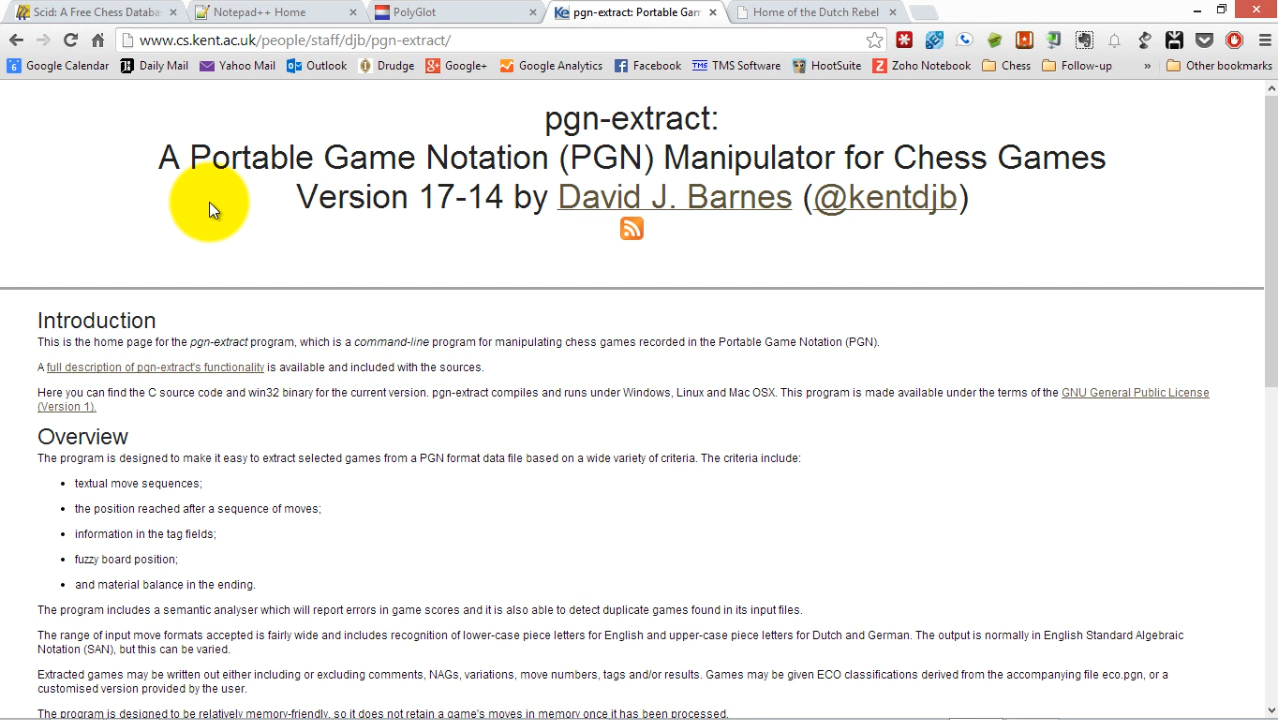 Scid: A Free Chess Databa
Notepad++ Home
PolyGlot
pgn-extract: Portable Gam
Home of the Dutch Rebel
www.cs.kent.ac.uk/people/staff/djb/pgn-extract/
Google Calendar Daily Mail Yahoo Mail Outlook Drudge Google+ Google Analytics Facebook TMS Software HootSuite Zoho Notebook Chess Follow-up » Other bookmarks
pgn-extract:
A Portable Game Notation (PGN) Manipulator for Chess Games
Version 17-14 by David J. Barnes (@kentdjb)
Introduction
This is the home page for the pgn-extract program, which is a command-line program for manipulating chess games recorded in the Portable Game Notation (PGN).
A full description of pgn-extract's functionality is available and included with the sources.
Here you can find the C source code and win32 binary for the current version. pgn-extract compiles and runs under Windows, Linux and Mac OSX. This program is made available under the terms of the GNU General Public License
(Version 1).
Overview
The program is designed to make it easy to extract selected games from a PGN format data file based on a wide variety of criteria. The criteria include:
• textual move sequences;
• the position reached after a sequence of moves;
• information in the tag fields;
• fuzzy board position;
• and material balance in the ending.
The program includes a semantic analyser which will report errors in game scores and it is also able to detect duplicate games found in its input files.
The range of input move formats accepted is fairly wide and includes recognition of lower-case piece letters for English and upper-case piece letters for Dutch and German. The output is normally in English Standard Algebraic
Notation (SAN), but this can be varied.
Extracted games may be written out either including or excluding comments, NAGs, variations, move numbers, tags and/or results. Games may be given ECO classifications derived from the accompanying file eco.pgn, or a
customised version provided by the user.
The program is designed to be relatively memory-friendly, so it does not retain a game's moves in memory once it has been processed.